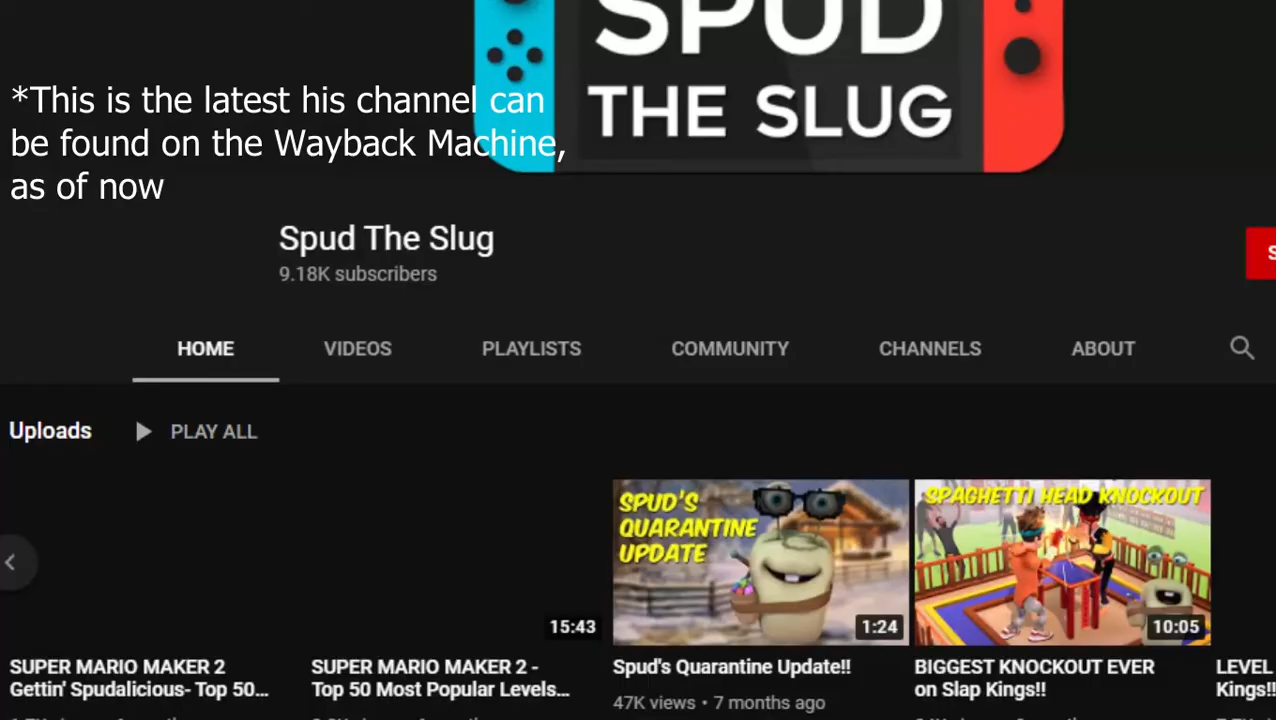 SPUD
THE SLUG
*This is the latest his channel can
be found on the Wayback Machine,
as of now
Spud The Slug
9.18K subscribers
HOME VIDEOS PLAYLISTS COMMUNITY CHANNELS ABOUT
Uploads PLAY ALL
SPUD'S
QUARANTINE
UPDATE
SPAGHETTI HEAD KNOCKOUT
15:43
1:24
10:05
SUPER MARIO MAKER 2
Gettin' Spudalicious- Top 50...
SUPER MARIO MAKER 2 -
Top 50 Most Popular Levels...
Spud's Quarantine Update!!
47K views • 7 months ago
BIGGEST KNOCKOUT EVER
on Slap Kings!!
LEVEL
Kings!!